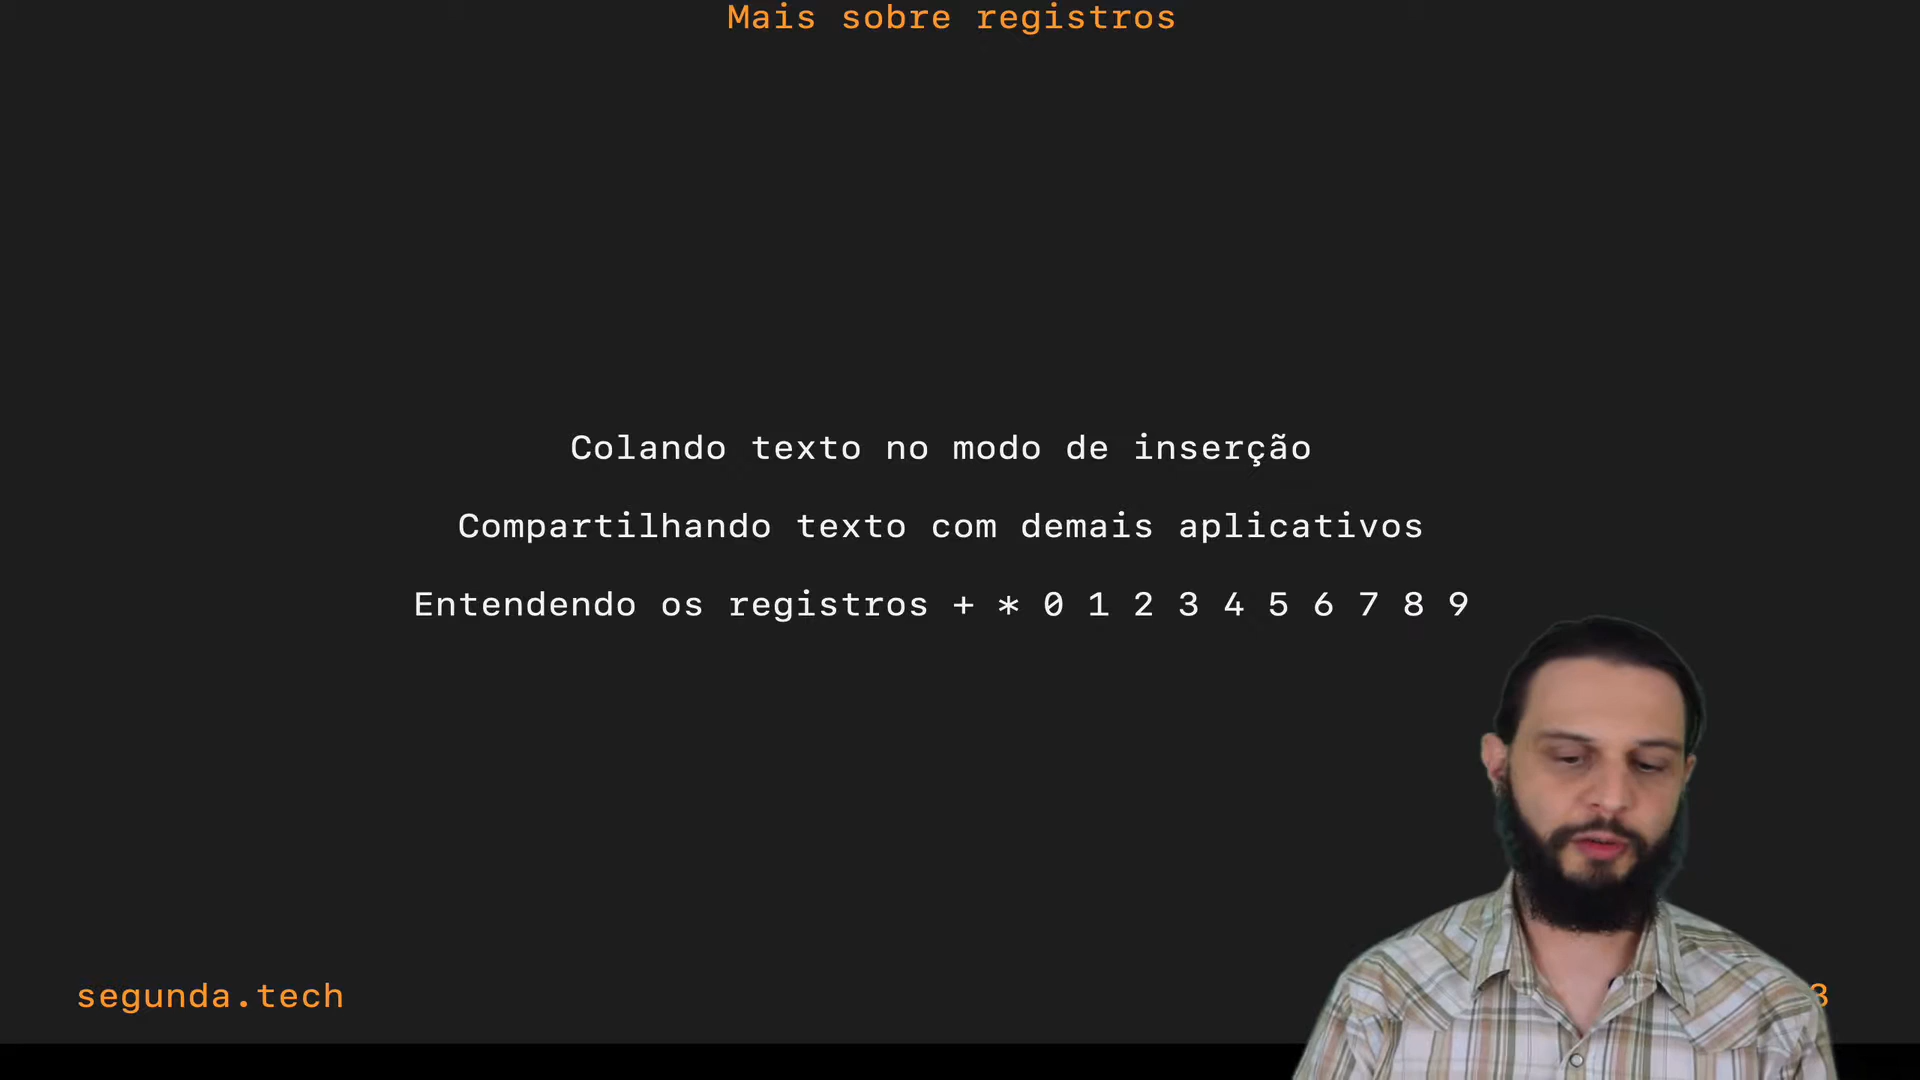 Mais sobre registros
Colando texto no modo de inserção
Compartilhando texto com demais aplicativos
Entendendo os registros + * 0 1 2 3 4 5 6 7 8 9
segunda.tech